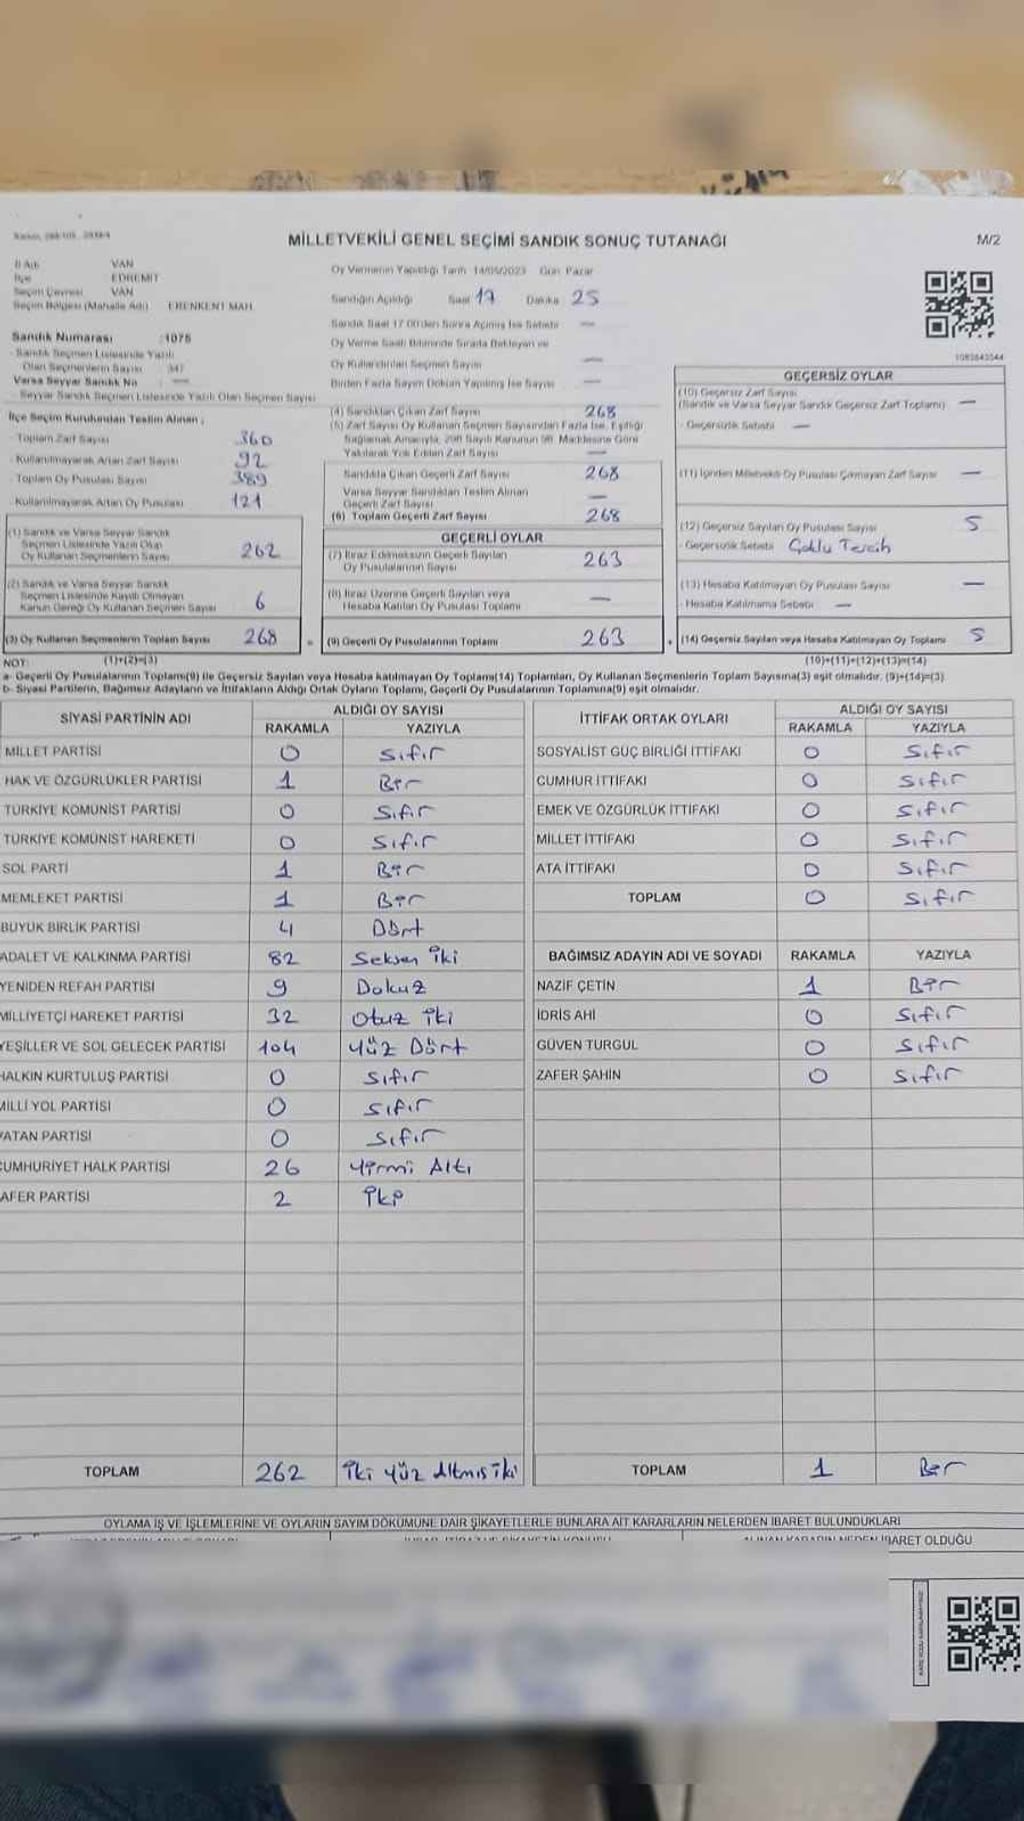 MİLLETVEKİLİ GENEL SEÇİMİ SANDIK SONUÇ TUTANAĞI
M/2
İl Adı VAN
İlçe EDREMİT
Seçim Çevresi VAN
Seçim Bölgesi (Mahalle Adı) ERENKENT MAH
Sandık Numarası :1075
Sandık Seçmen Listesinde Yazılı
Olan Seçmenlerin Sayısı 347
Varsa Seyyar Sandık No —
Seyyar Sandık Seçmen Listesinde Yazılı Olan Seçmen Sayısı
İlçe Seçim Kurulundan Teslim Alınan ;
Toplam Zarf Sayısı 360
Kullanılmayarak Artan Zarf Sayısı 92
Toplam Oy Pusulası Sayısı 389
Kullanılmayarak Artan Oy Pusulası 121
(1) Sandık ve Varsa Seyyar Sandık
Seçmen Listesinde Yazılı Olup
Oy Kullanan Seçmenlerin Sayısı 262
(2) Sandık ve Varsa Seyyar Sandık
Seçmen Listesinde Kayıtlı Olmayan
Kanun Gereği Oy Kullanan Seçmen Sayısı 6
(3) Oy Kullanan Seçmenlerin Toplam Sayısı 268
(1)+(2)=(3)
Oy Vermenin Yapıldığı Tarih 14/05/2023 Gün Pazar
Sandığın Açıldığı Saat 17 Dakika 25
Sandık Saat 17.00'den Sonra Açılmış İse Sebebi —
Oy Verme Saati Bitiminde Sırada Bekleyen ve
Oy Kullandırılan Seçmen Sayısı —
Birden Fazla Sayım Döküm Yapılmış İse Sayısı —
(4) Sandıktan Çıkan Zarf Sayısı 268
(5) Zarf Sayısı Oy Kullanan Seçmen Sayısından Fazla İse, Eşitliği
Sağlamak Amacıyla, 298 Sayılı Kanunun 98. Maddesine Göre
Yakılarak Yok Edilen Zarf Sayısı —
Sandıkta Çıkan Geçerli Zarf Sayısı 268
Varsa Seyyar Sandıktan Teslim Alınan
Geçerli Zarf Sayısı —
(6) Toplam Geçerli Zarf Sayısı 268
GEÇERLİ OYLAR
(7) İtiraz Edilmeksizin Geçerli Sayılan
Oy Pusulalarının Sayısı 263
(8) İtiraz Üzerine Geçerli Sayılan veya
Hesaba Katılan Oy Pusulası Toplamı —
(9) Geçerli Oy Pusulalarının Toplamı 263
1083643544
GEÇERSİZ OYLAR
(10) Geçersiz Zarf Sayısı
(Sandık ve Varsa Seyyar Sandık Geçersiz Zarf Toplamı) —
- Geçersizlik Sebebi —
(11) İçinden Milletvekili Oy Pusulası Çıkmayan Zarf Sayısı —
(12) Geçersiz Sayılan Oy Pusulası Sayısı 5
- Geçersizlik Sebebi Çoklu Tercih
(13) Hesaba Katılmayan Oy Pusulası Sayısı —
- Hesaba Katılmama Sebebi —
(14) Geçersiz Sayılan veya Hesaba Katılmayan Oy Toplamı 5
(10)+(11)+(12)+(13)=(14)
NOT:
a- Geçerli Oy Pusulalarının Toplamı(9) ile Geçersiz Sayılan veya Hesaba katılmayan Oy Toplamı(14) Toplamları, Oy Kullanan Seçmenlerin Toplam Sayısına(3) eşit olmalıdır. (9)+(14)=(3)
b- Siyasi Partilerin, Bağımsız Adayların ve İttifakların Aldığı Ortak Oyların Toplamı, Geçerli Oy Pusulalarının Toplamına(9) eşit olmalıdır.
SİYASİ PARTİNİN ADI
ALDIĞI OY SAYISI
RAKAMLA YAZIYLA
MİLLET PARTİSİ 0 Sıfır
HAK VE ÖZGÜRLÜKLER PARTİSİ 1 Bir
TÜRKİYE KOMÜNİST PARTİSİ 0 Sıfır
TÜRKİYE KOMÜNİST HAREKETİ 0 Sıfır
SOL PARTİ 1 Bir
MEMLEKET PARTİSİ 1 Bir
BÜYÜK BİRLİK PARTİSİ 4 Dört
ADALET VE KALKINMA PARTİSİ 82 Seksen iki
YENİDEN REFAH PARTİSİ 9 Dokuz
MİLLİYETÇİ HAREKET PARTİSİ 32 Otuz iki
YEŞİLLER VE SOL GELECEK PARTİSİ 104 Yüz Dört
HALKIN KURTULUŞ PARTİSİ 0 Sıfır
MİLLİ YOL PARTİSİ 0 Sıfır
VATAN PARTİSİ 0 Sıfır
CUMHURİYET HALK PARTİSİ 26 Yirmi Altı
AFER PARTİSİ 2 İki
TOPLAM 262 İki yüz Altmış iki
İTTİFAK ORTAK OYLARI
ALDIĞI OY SAYISI
RAKAMLA YAZIYLA
SOSYALİST GÜÇ BİRLİĞİ İTTİFAKI 0 Sıfır
CUMHUR İTTİFAKI 0 Sıfır
EMEK VE ÖZGÜRLÜK İTTİFAKI 0 Sıfır
MİLLET İTTİFAKI 0 Sıfır
ATA İTTİFAKI 0 Sıfır
TOPLAM 0 Sıfır
BAĞIMSIZ ADAYIN ADI VE SOYADI RAKAMLA YAZIYLA
NAZİF ÇETİN 1 Bir
İDRİS AHİ 0 Sıfır
GÜVEN TURGUL 0 Sıfır
ZAFER ŞAHİN 0 Sıfır
TOPLAM 1 Bir
OYLAMA İŞ VE İŞLEMLERİNE VE OYLARIN SAYIM DÖKÜMÜNE DAİR ŞİKAYETLERLE BUNLARA AİT KARARLARIN NELERDEN İBARET BULUNDUKLARI
ALINAN KARARIN NEDEN İBARET OLDUĞU